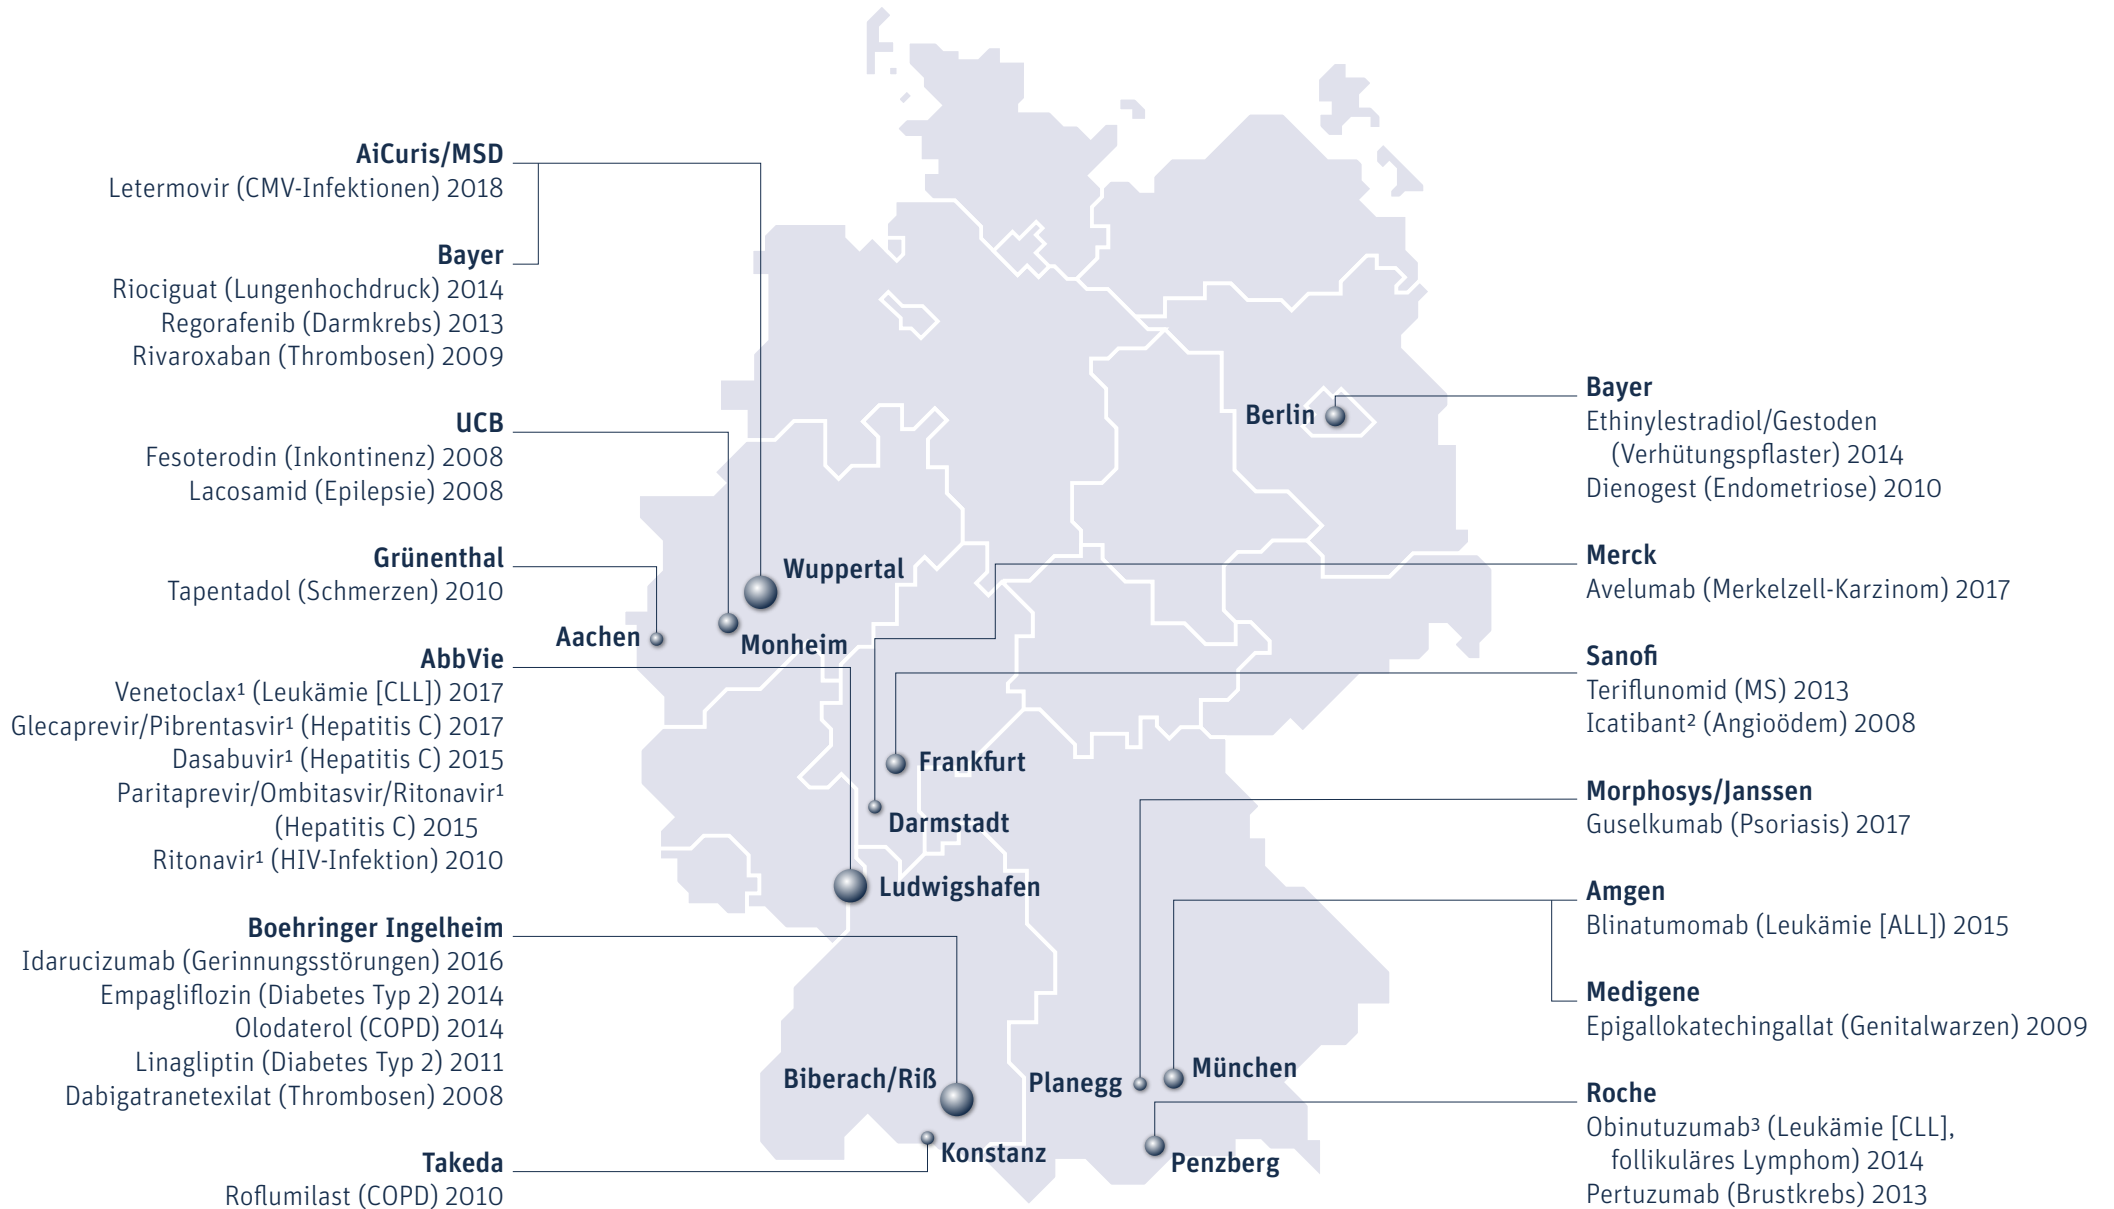 AiCuris/MSD
Letermovir (CMV-Infektionen) 2018
Bayer
Riociguat (Lungenhochdruck) 2014
Regorafenib (Darmkrebs) 2013
Rivaroxaban (Thrombosen) 2009
UCB
Fesoterodin (Inkontinenz) 2008
Lacosamid (Epilepsie) 2008
Grünenthal
Tapentadol (Schmerzen) 2010
AbbVie
Venetoclax¹ (Leukämie [CLL]) 2017
Glecaprevir/Pibrentasvir¹ (Hepatitis C) 2017
Dasabuvir¹ (Hepatitis C) 2015
Paritaprevir/Ombitasvir/Ritonavir¹
(Hepatitis C) 2015
Ritonavir¹ (HIV-Infektion) 2010
Boehringer Ingelheim
Idarucizumab (Gerinnungsstörungen) 2016
Empagliflozin (Diabetes Typ 2) 2014
Olodaterol (COPD) 2014
Linagliptin (Diabetes Typ 2) 2011
Dabigatranetexilat (Thrombosen) 2008
Takeda
Roflumilast (COPD) 2010
Berlin
Wuppertal
Aachen
Monheim
Frankfurt
Darmstadt
Ludwigshafen
Biberach/Riß
Planegg
München
Konstanz
Penzberg
Bayer
Ethinylestradiol/Gestoden
(Verhütungspflaster) 2014
Dienogest (Endometriose) 2010
Merck
Avelumab (Merkelzell-Karzinom) 2017
Sanofi
Teriflunomid (MS) 2013
Icatibant² (Angioödem) 2008
Morphosys/Janssen
Guselkumab (Psoriasis) 2017
Amgen
Blinatumomab (Leukämie [ALL]) 2015
Medigene
Epigallokatechingallat (Genitalwarzen) 2009
Roche
Obinutuzumab³ (Leukämie [CLL],
follikuläres Lymphom) 2014
Pertuzumab (Brustkrebs) 2013